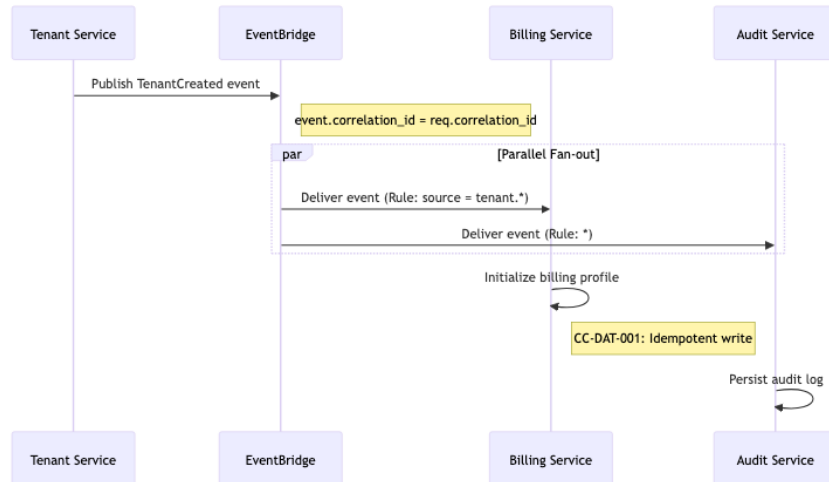 Tenant Service
EventBridge
Billing Service
Audit Service
Publish TenantCreated event
event.correlation_id = req.correlation_id
par
[Parallel Fan-out]
Deliver event (Rule: source = tenant.*)
Deliver event (Rule: *)
Initialize billing profile
CC-DAT-001: Idempotent write
Persist audit log
Tenant Service
EventBridge
Billing Service
Audit Service